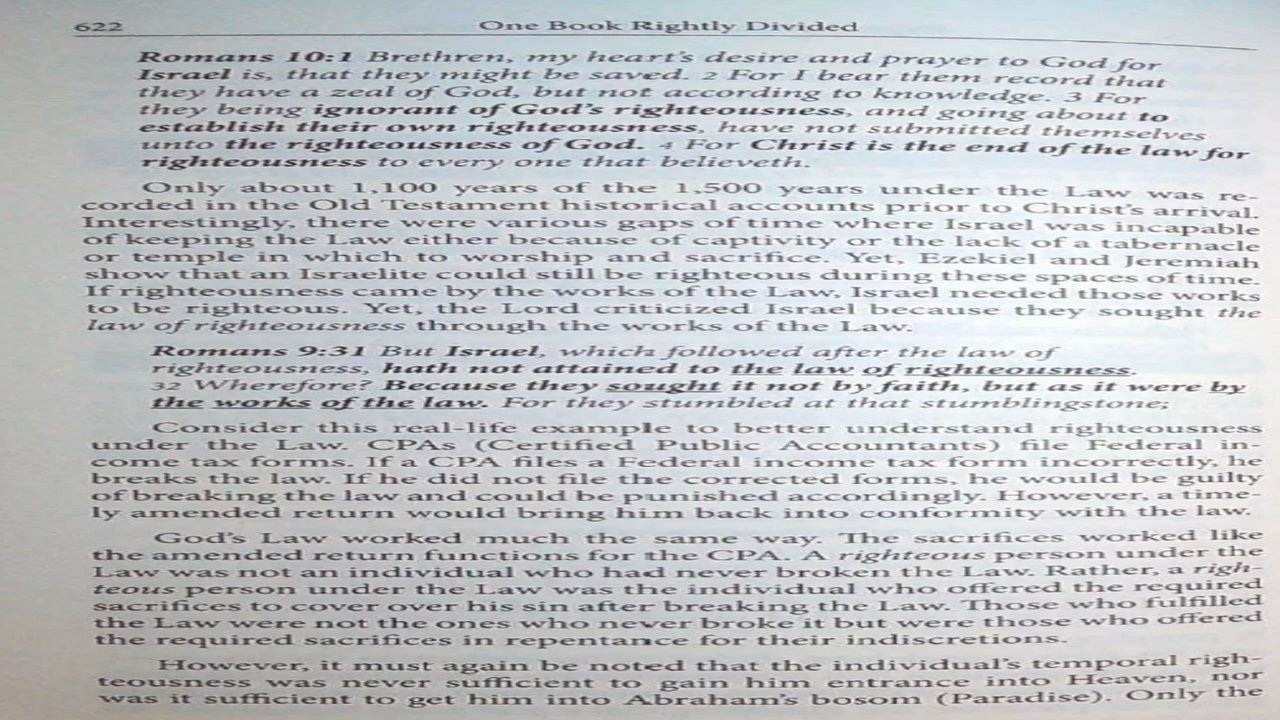 622
One Book Rightly Divided
Romans 10:1 Brethren, my heart's desire and prayer to God for
Israel is, that they might be saved. 2 For I bear them record that
they have a zeal of God, but not according to knowledge. 3 For
they being ignorant of God's righteousness, and going about to
establish their own righteousness, have not submitted themselves
unto the righteousness of God. 4 For Christ is the end of the law for
righteousness to every one that believeth.
Only about 1,100 years of the 1,500 years under the Law was re-
corded in the Old Testament historical accounts prior to Christ's arrival.
Interestingly, there were various gaps of time where Israel was incapable
of keeping the Law either because of captivity or the lack of a tabernacle
or temple in which to worship and sacrifice. Yet, Ezekiel and Jeremiah
show that an Israelite could still be righteous during these spaces of time.
If righteousness came by the works of the Law, Israel needed those works
to be righteous. Yet, the Lord criticized Israel because they sought the
law of righteousness through the works of the Law.
Romans 9:31 But Israel, which followed after the law of
righteousness, hath not attained to the law of righteousness.
32 Wherefore? Because they sought it not by faith, but as it were by
the works of the law. For they stumbled at that stumblingstone;
Consider this real-life example to better understand righteousness
under the Law. CPAs (Certified Public Accountants) file Federal in-
come tax forms. If a CPA files a Federal income tax form incorrectly, he
breaks the law. If he did not file the corrected forms, he would be guilty
of breaking the law and could be punished accordingly. However, a time-
ly amended return would bring him back into conformity with the law.
God's Law worked much the same way. The sacrifices worked like
the amended return functions for the CPA. A righteous person under the
Law was not an individual who had never broken the Law. Rather, a righ-
teous person under the Law was the individual who offered the required
sacrifices to cover over his sin after breaking the Law. Those who fulfilled
the Law were not the ones who never broke it but were those who offered
the required sacrifices in repentance for their indiscretions.
However, it must again be noted that the individual's temporal righ-
teousness was never sufficient to gain him entrance into Heaven, nor
was it sufficient to get him into Abraham's bosom (Paradise). Only the